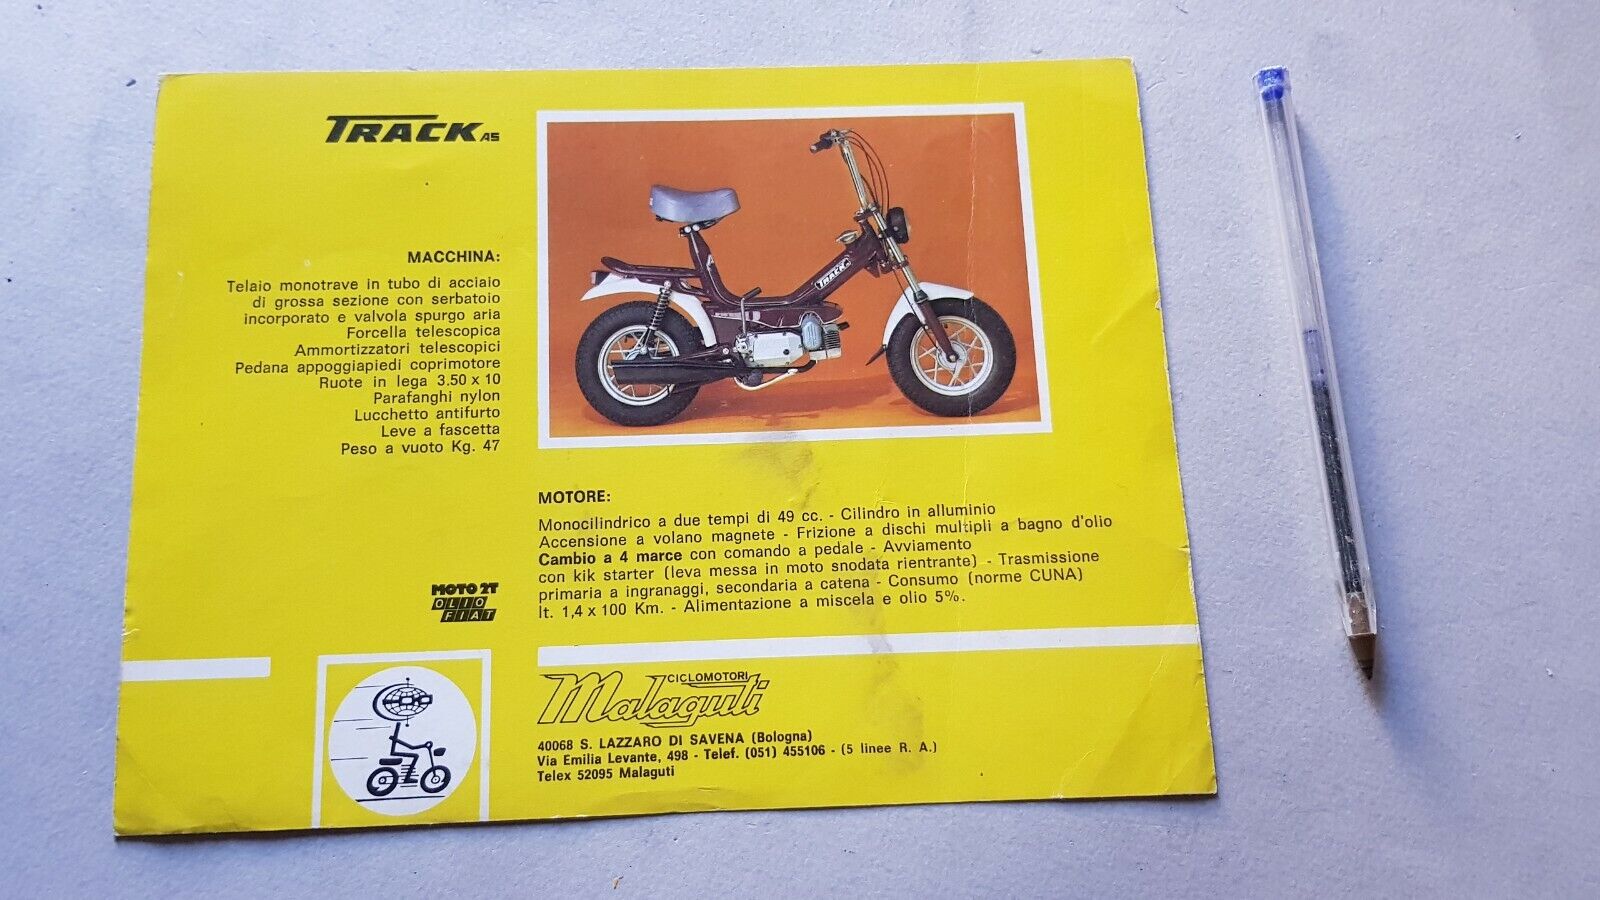 TRACK AS
MACCHINA:
Telaio monotrave in tubo di acciaio
di grossa sezione con serbatoio
incorporato e valvola spurgo aria
Forcella telescopica
Ammortizzatori telescopici
Pedana appoggiapiedi coprimotore
Ruote in lega 3.50 x 10
Parafanghi nylon
Lucchetto antifurto
Leve a fascetta
Peso a vuoto Kg. 47
TRACK
MOTORE:
Monocilindrico a due tempi di 49 cc. - Cilindro in alluminio
Accensione a volano magnete - Frizione a dischi multipli a bagno d'olio
Cambio a 4 marce con comando a pedale - Avviamento
con kik starter (leva messa in moto snodata rientrante) - Trasmissione
primaria a ingranaggi, secondaria a catena - Consumo (norme CUNA)
lt. 1,4 x 100 Km. - Alimentazione a miscela e olio 5%.
MOTO 2T
OLIO
FIAT
CICLOMOTORI
Malaguti
40068 S. LAZZARO DI SAVENA (Bologna)
Via Emilia Levante, 498 - Telef. (051) 455106 - (5 linee R. A.)
Telex 52095 Malaguti